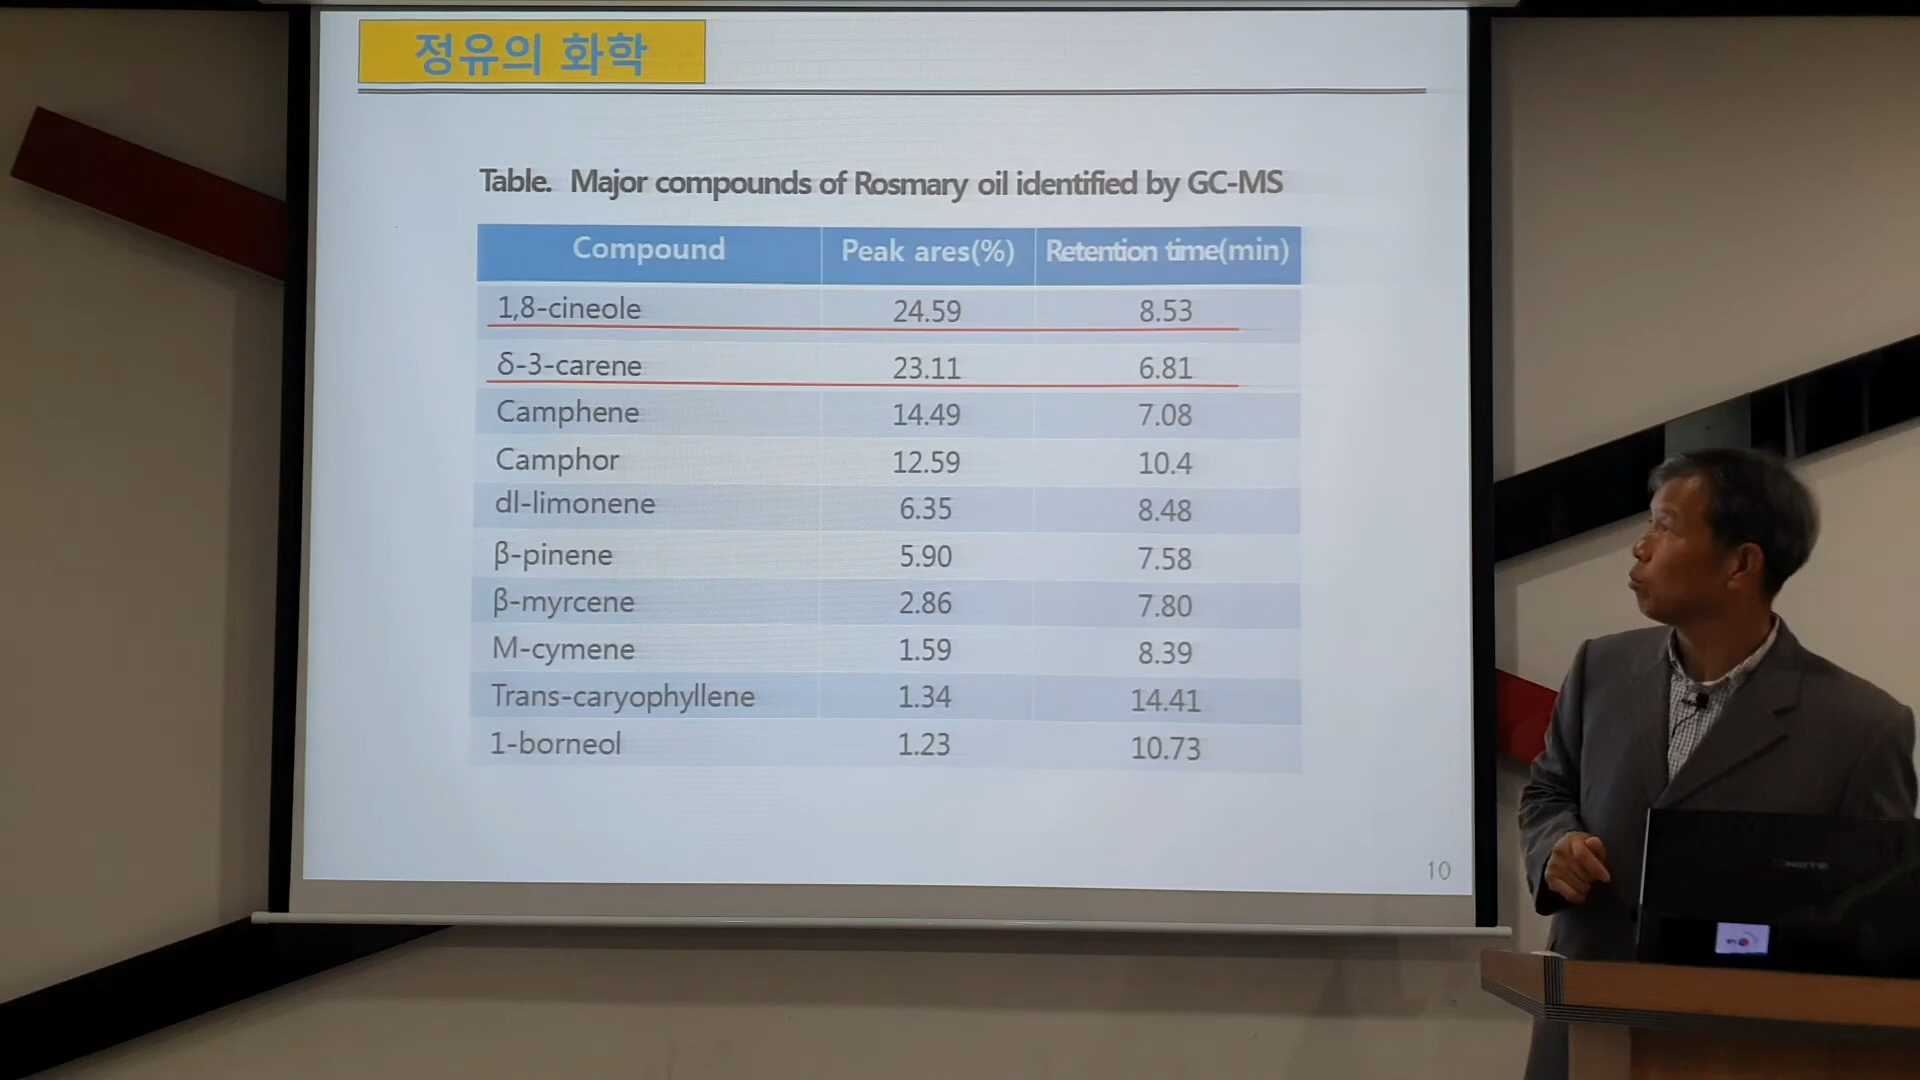 정유의 화학
Table. Major compounds of Rosmary oil identified by GC-MS
Compound Peak ares(%) Retention time(min)
1,8-cineole 24.59 8.53
δ-3-carene 23.11 6.81
Camphene 14.49 7.08
Camphor 12.59 10.4
dl-limonene 6.35 8.48
β-pinene 5.90 7.58
β-myrcene 2.86 7.80
M-cymene 1.59 8.39
Trans-caryophyllene 1.34 14.41
1-borneol 1.23 10.73
10